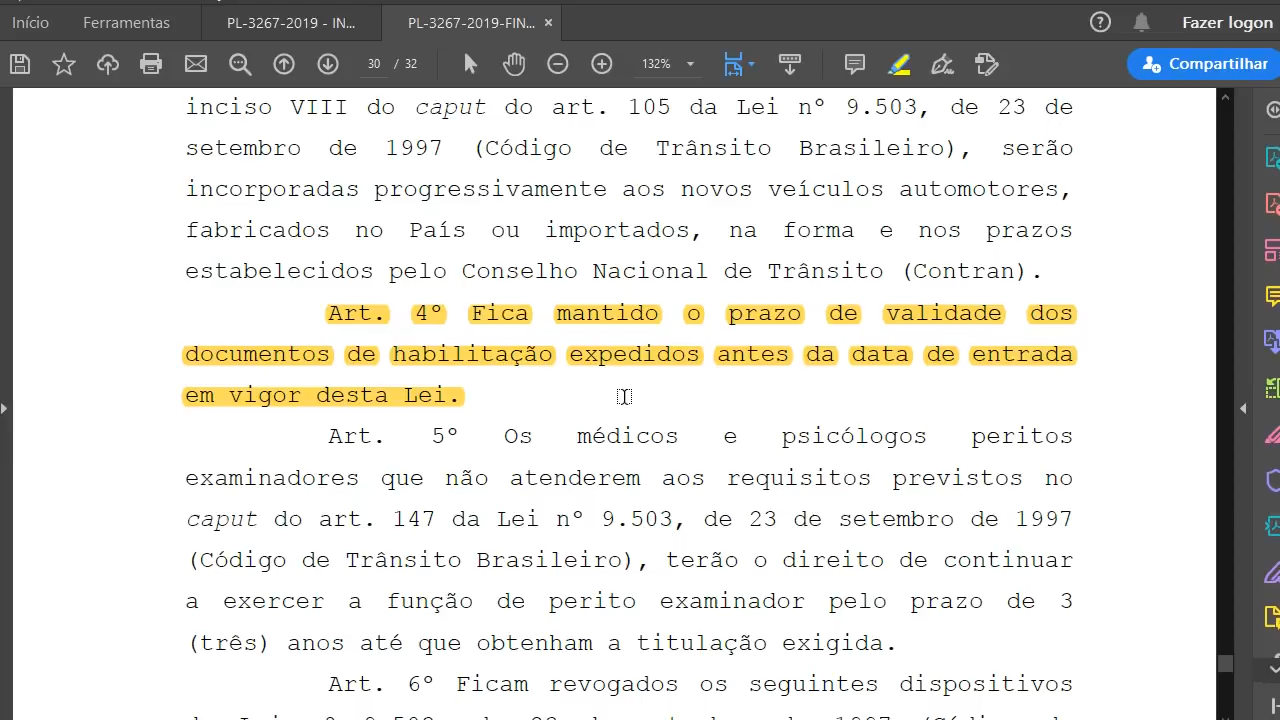 Início Ferramentas PL-3267-2019 - IN... PL-3267-2019-FIN... × Fazer logon
30 / 32 132% Compartilhar
inciso VIII do caput do art. 105 da Lei nº 9.503, de 23 de
setembro de 1997 (Código de Trânsito Brasileiro), serão
incorporadas progressivamente aos novos veículos automotores,
fabricados no País ou importados, na forma e nos prazos
estabelecidos pelo Conselho Nacional de Trânsito (Contran).
Art. 4º Fica mantido o prazo de validade dos
documentos de habilitação expedidos antes da data de entrada
em vigor desta Lei.
Art. 5º Os médicos e psicólogos peritos
examinadores que não atenderem aos requisitos previstos no
caput do art. 147 da Lei nº 9.503, de 23 de setembro de 1997
(Código de Trânsito Brasileiro), terão o direito de continuar
a exercer a função de perito examinador pelo prazo de 3
(três) anos até que obtenham a titulação exigida.
Art. 6º Ficam revogados os seguintes dispositivos